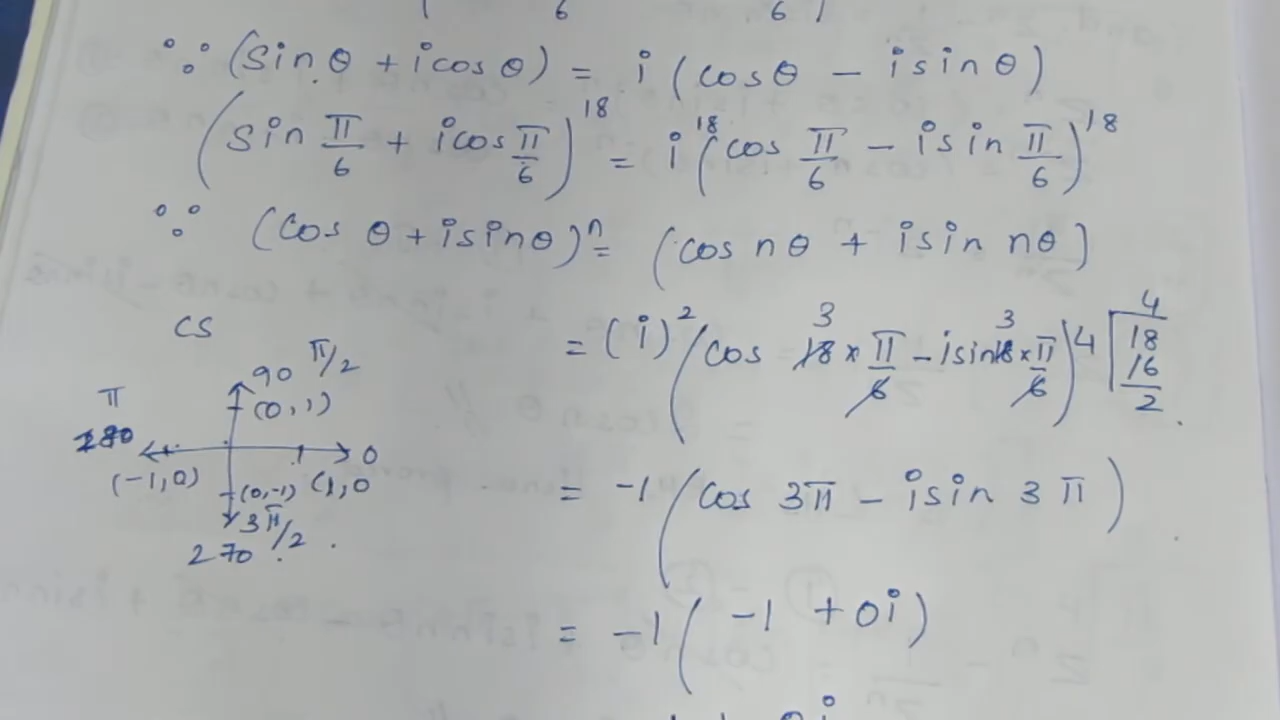 6 6
∵ (sin θ + i cos θ) = i (cos θ − i sin θ)
(sin π/6 + i cos π/6)^18 = i^18 (cos π/6 − i sin π/6)^18
∵ (cos θ + i sin θ)^n = (cos nθ + i sin nθ)
= (i)^2 (cos 18 × π/6 − i sin 18 × π/6)
3 3
4
4 18
16
2
CS
90 π/2
(0,1)
π
180
0
(-1,0)
(0,-1)
(1,0
3π/2
270
= -1 (cos 3π − i sin 3π)
= -1 (-1 + 0i)